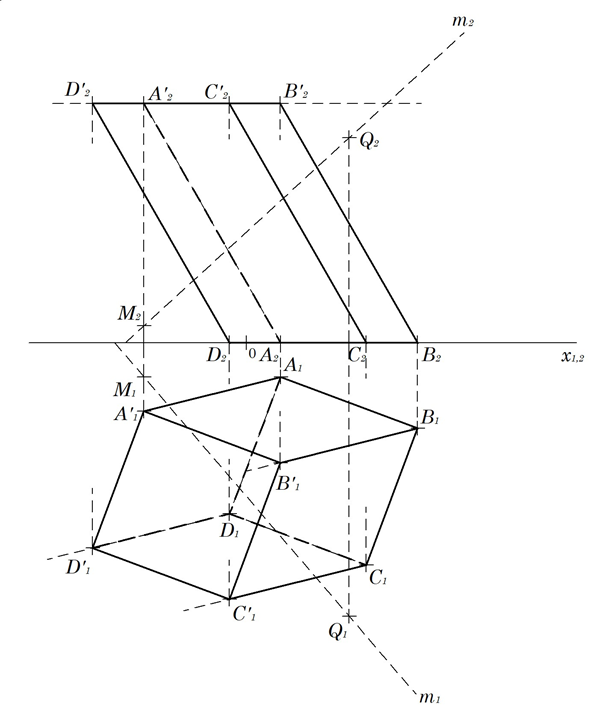 m₂
D'₂ A'₂ C'₂ B'₂
Q₂
M₂
D₂ 0 A₂ C₂ B₂ x₁,₂
A₁
M₁
A'₁ B₁
B'₁
D₁
D'₁ C₁
C'₁
Q₁
m₁